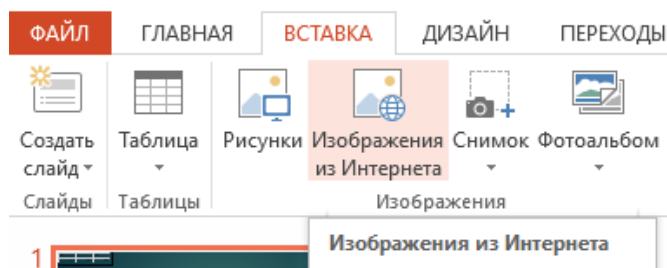 ФАЙЛ ГЛАВНАЯ ВСТАВКА ДИЗАЙН ПЕРЕХОДЫ
Создать Таблица Рисунки Изображения Снимок Фотоальбом
слайд из Интернета
Слайды Таблицы Изображения
Изображения из Интернета
1